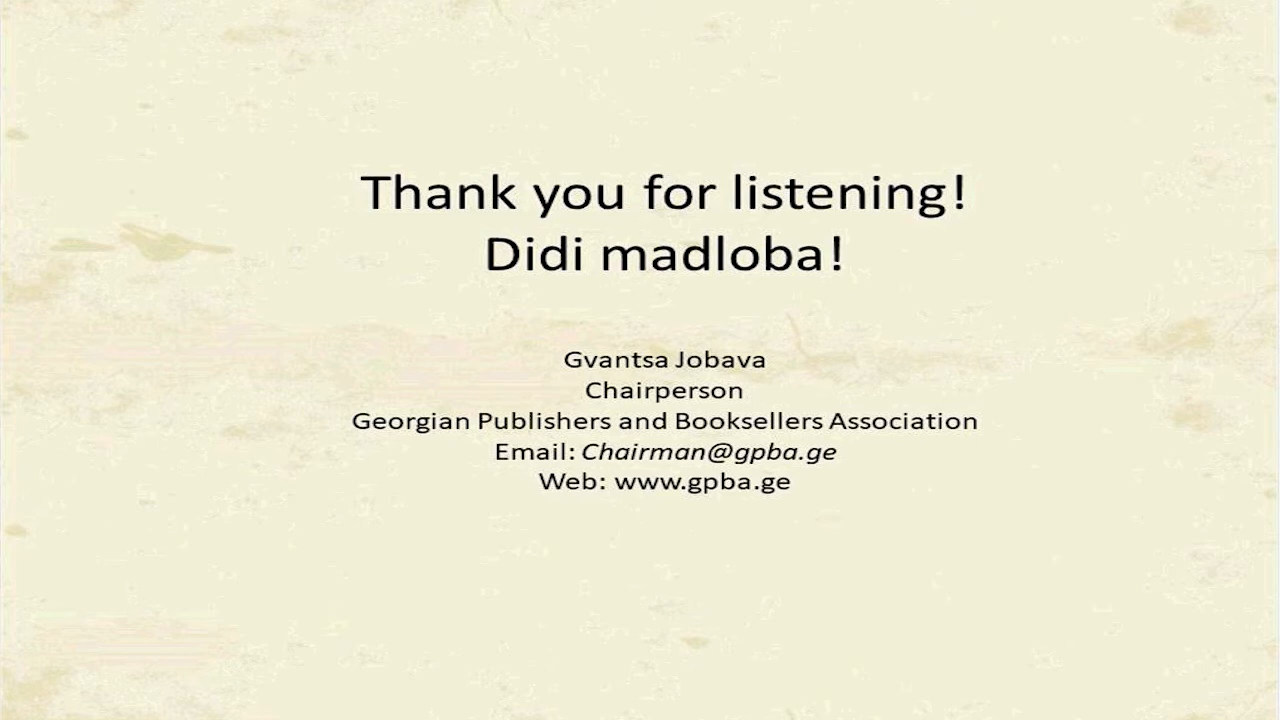 Thank you for listening!
Didi madloba!
Gvantsa Jobava
Chairperson
Georgian Publishers and Booksellers Association
Email: Chairman@gpba.ge
Web: www.gpba.ge